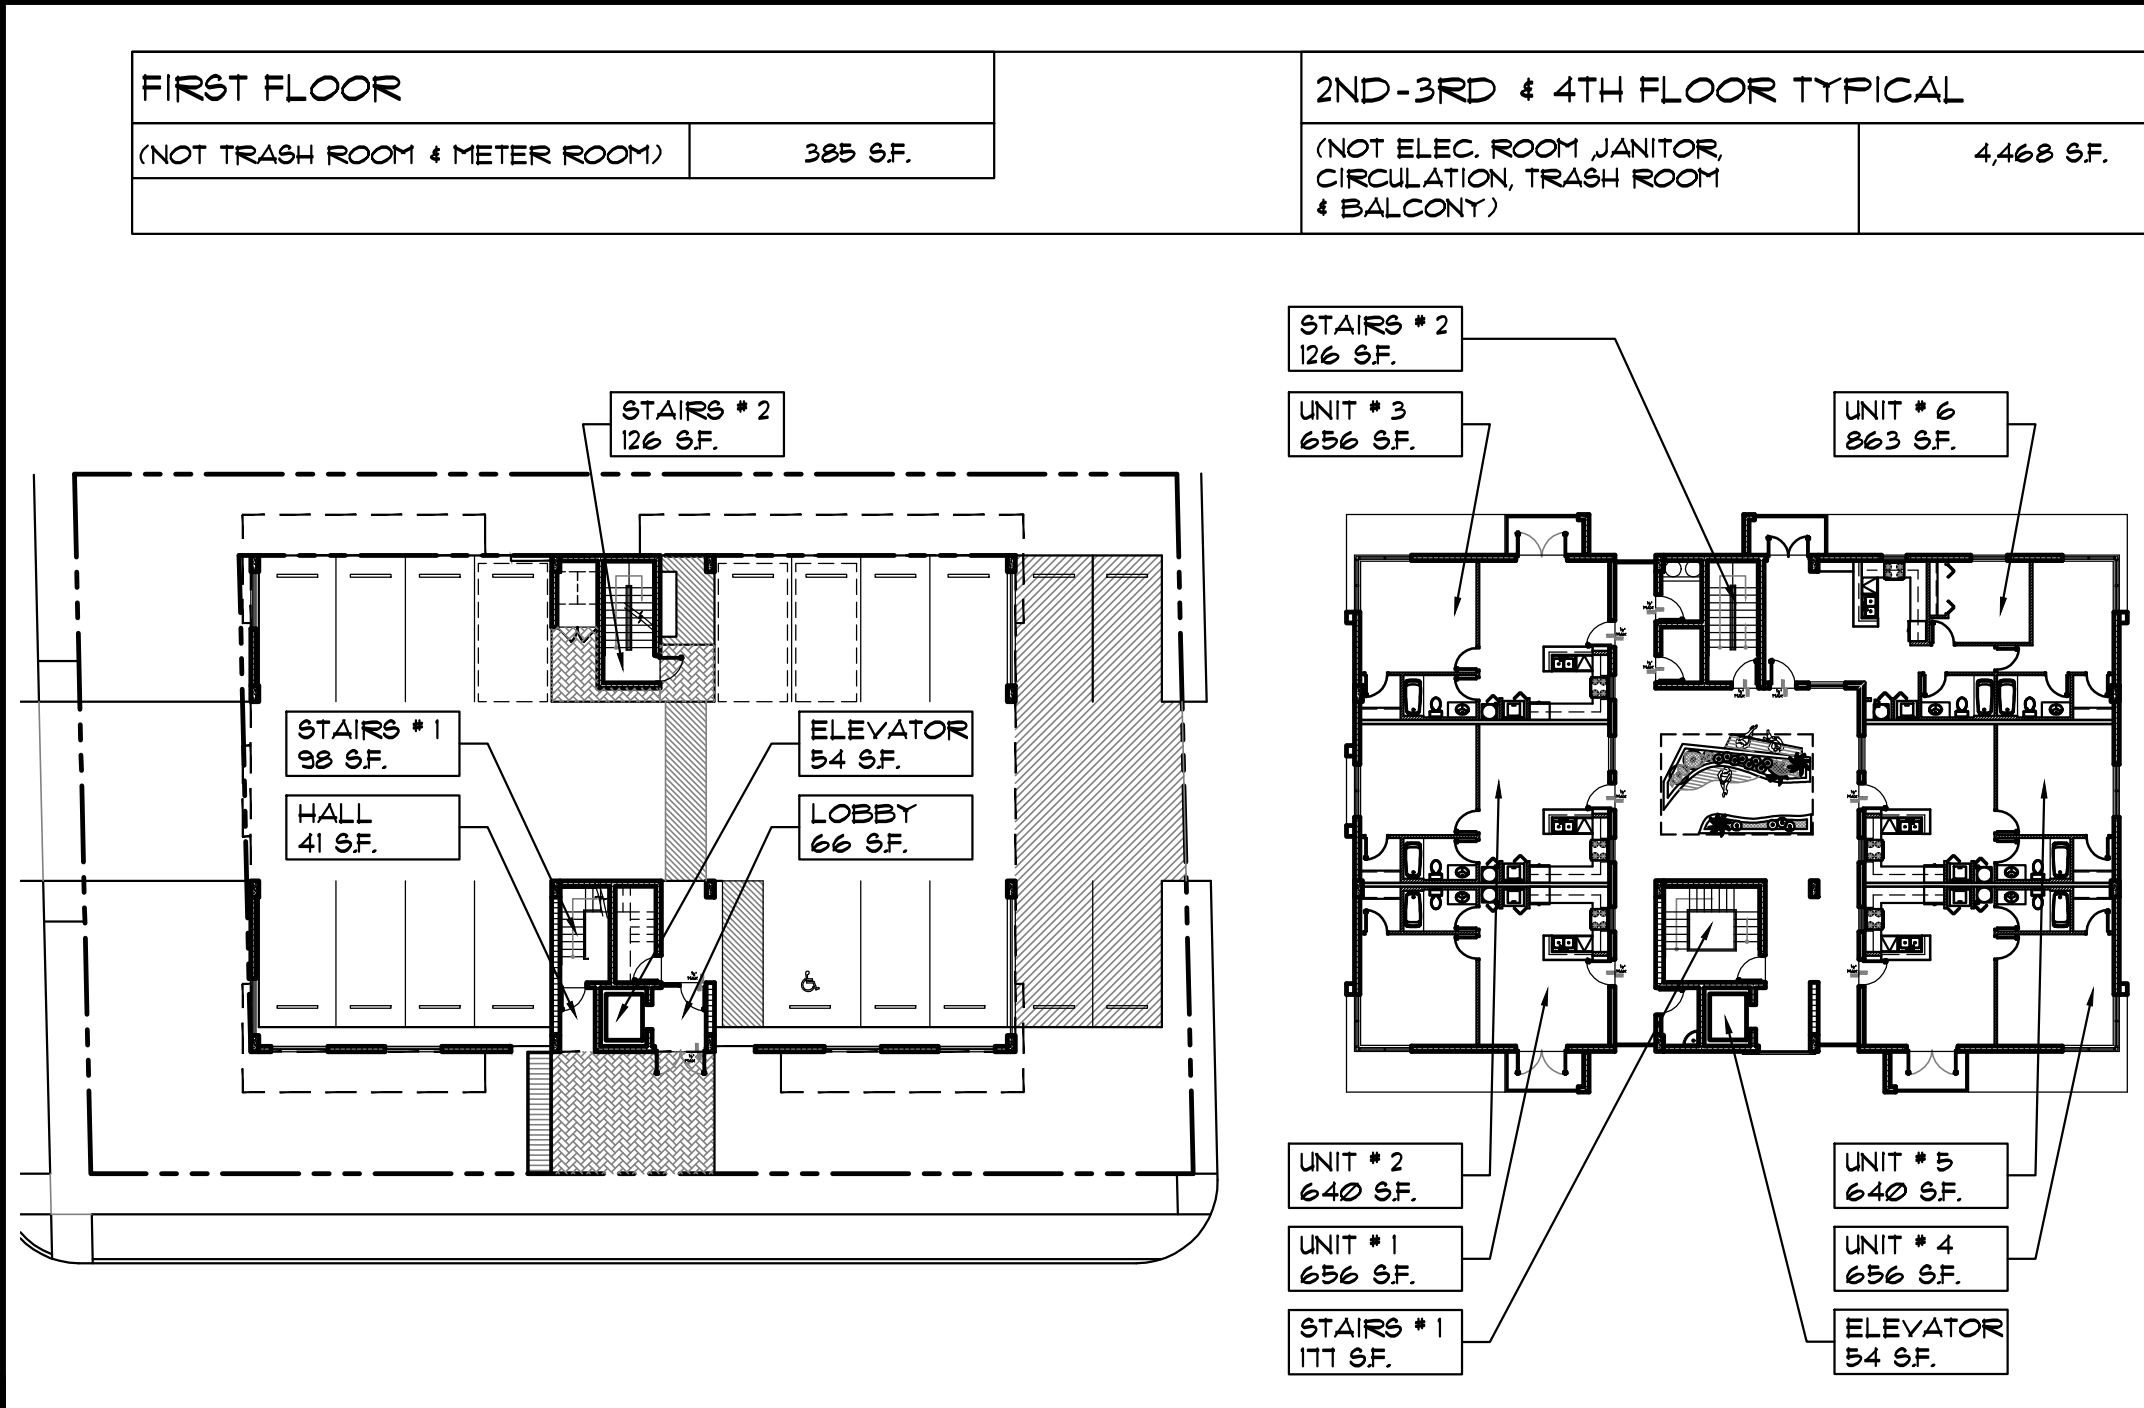 FIRST FLOOR
(NOT TRASH ROOM & METER ROOM)
385 S.F.
2ND-3RD & 4TH FLOOR TYPICAL
(NOT ELEC. ROOM ,JANITOR,
CIRCULATION, TRASH ROOM
& BALCONY)
4,468 S.F.
STAIRS # 2
126 S.F.
STAIRS # 1
98 S.F.
HALL
41 S.F.
ELEVATOR
54 S.F.
LOBBY
66 S.F.
STAIRS # 2
126 S.F.
UNIT # 3
656 S.F.
UNIT # 6
863 S.F.
UNIT # 2
640 S.F.
UNIT # 1
656 S.F.
STAIRS # 1
177 S.F.
UNIT # 5
640 S.F.
UNIT # 4
656 S.F.
ELEVATOR
54 S.F.